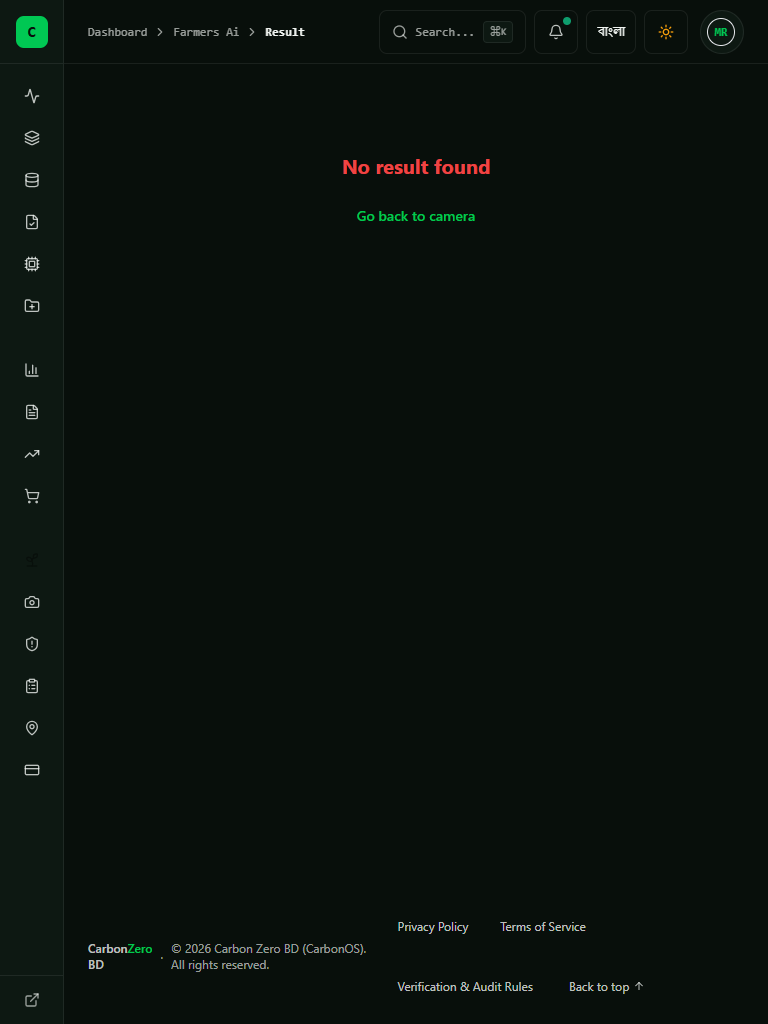 C
Dashboard > Farmers Ai > Result
Search... ⌘K
বাংলা
MR
No result found
Go back to camera
Privacy Policy
Terms of Service
CarbonZero BD
·
© 2026 Carbon Zero BD (CarbonOS).
All rights reserved.
Verification & Audit Rules
Back to top ↑